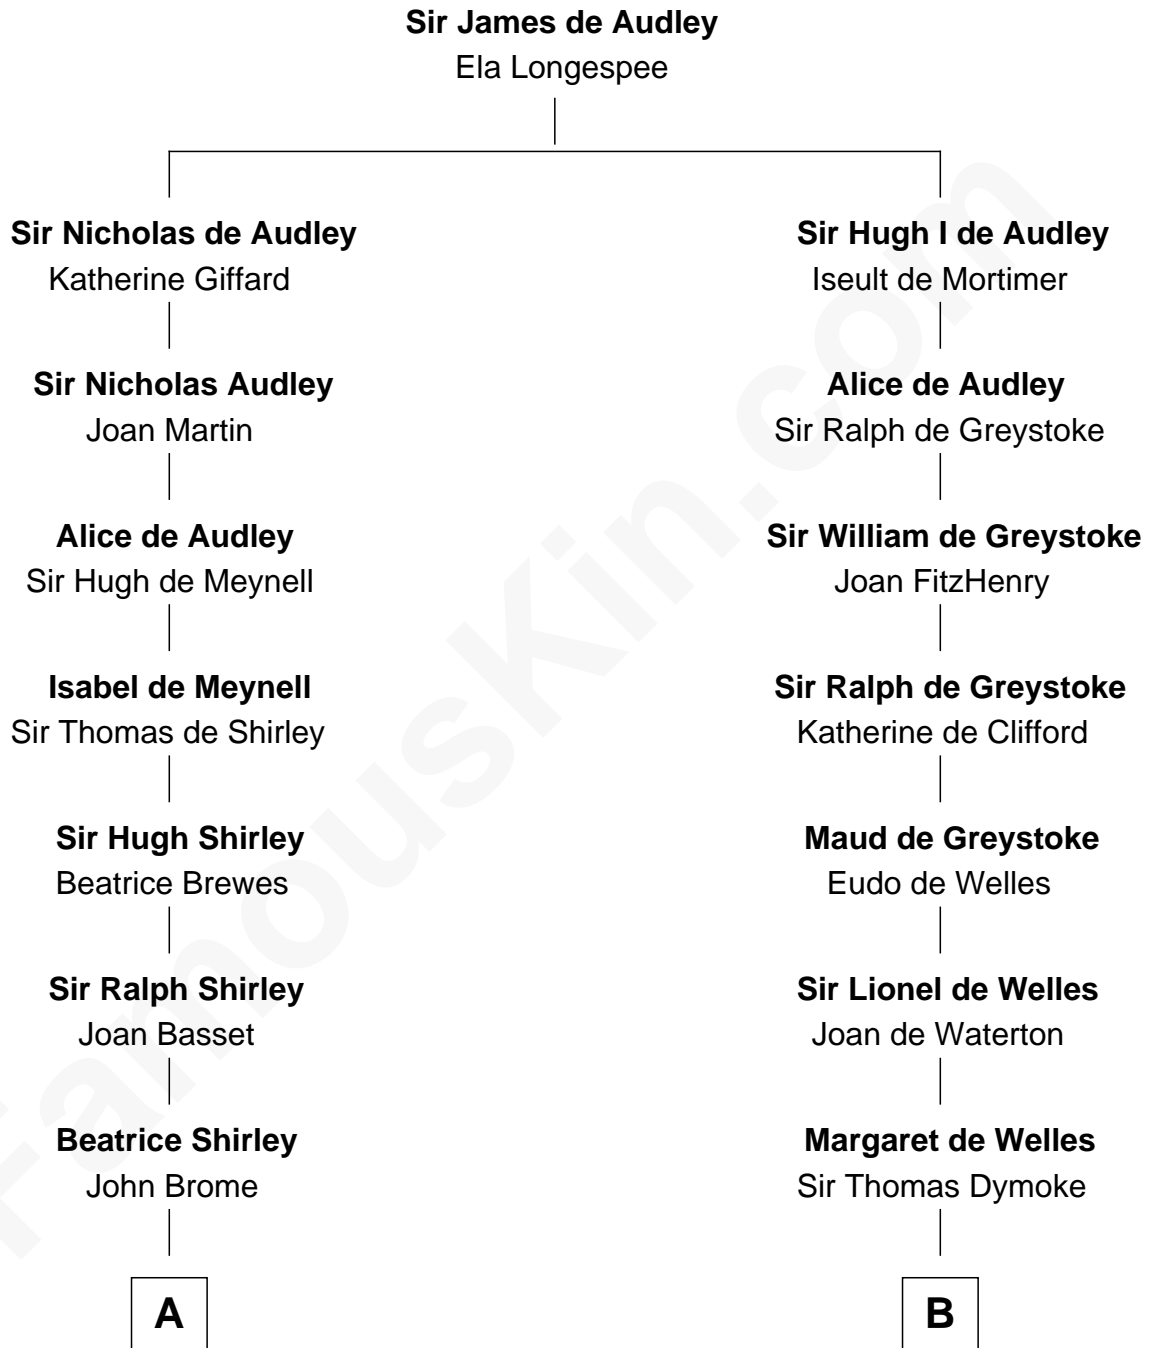 Sir James de Audley
Ela Longespee
Sir Nicholas de Audley
Katherine Giffard
Sir Hugh I de Audley
Iseult de Mortimer
Sir Nicholas Audley
Joan Martin
Alice de Audley
Sir Ralph de Greystoke
Alice de Audley
Sir Hugh de Meynell
Sir William de Greystoke
Joan FitzHenry
Isabel de Meynell
Sir Thomas de Shirley
Sir Ralph de Greystoke
Katherine de Clifford
Sir Hugh Shirley
Beatrice Brewes
Maud de Greystoke
Eudo de Welles
Sir Ralph Shirley
Joan Basset
Sir Lionel de Welles
Joan de Waterton
Beatrice Shirley
John Brome
Margaret de Welles
Sir Thomas Dymoke
A
B
FamousKin.com